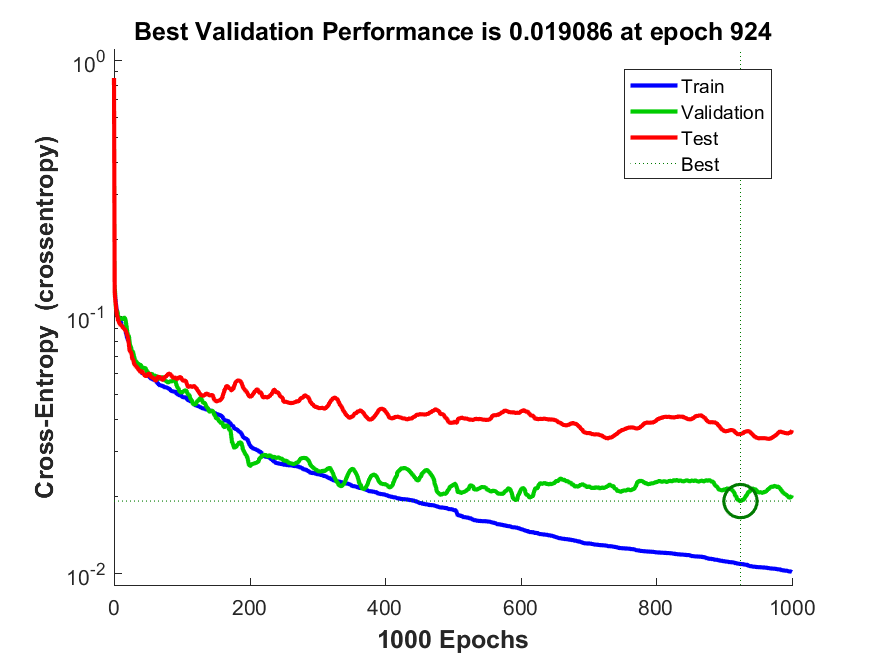 Best Validation Performance is 0.019086 at epoch 924
Cross-Entropy (crossentropy)
10^0
10^-1
10^-2
Train
Validation
Test
Best
0 200 400 600 800 1000
1000 Epochs